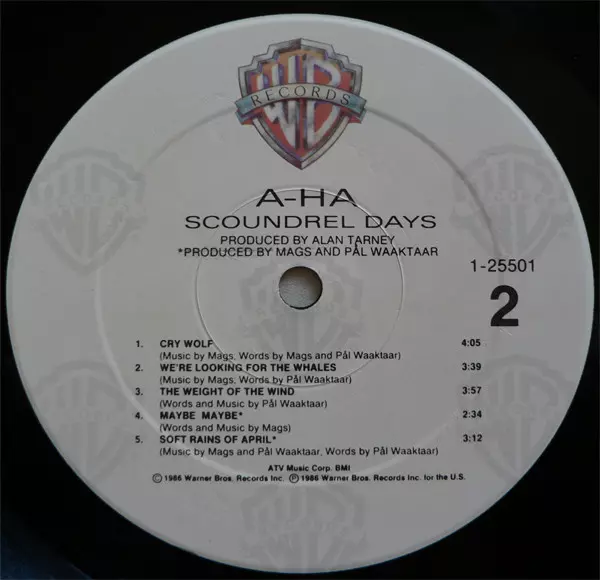 WB
RECORDS
A-HA
SCOUNDREL DAYS
PRODUCED BY ALAN TARNEY
*PRODUCED BY MAGS AND PÅL WAAKTAAR
1-25501
2
1. CRY WOLF 4:05
(Music by Mags, Words by Mags and Pål Waaktaar)
2. WE'RE LOOKING FOR THE WHALES 3:39
(Music by Mags, Words by Pål Waaktaar)
3. THE WEIGHT OF THE WIND 3:57
(Words and Music by Pål Waaktaar)
4. MAYBE MAYBE* 2:34
(Words and Music by Mags)
5. SOFT RAINS OF APRIL* 3:12
(Music by Mags and Pål Waaktaar, Words by Pål Waaktaar)
ATV Music Corp. BMI
©1986 Warner Bros. Records Inc. ℗1986 Warner Bros. Records Inc. for the U.S.